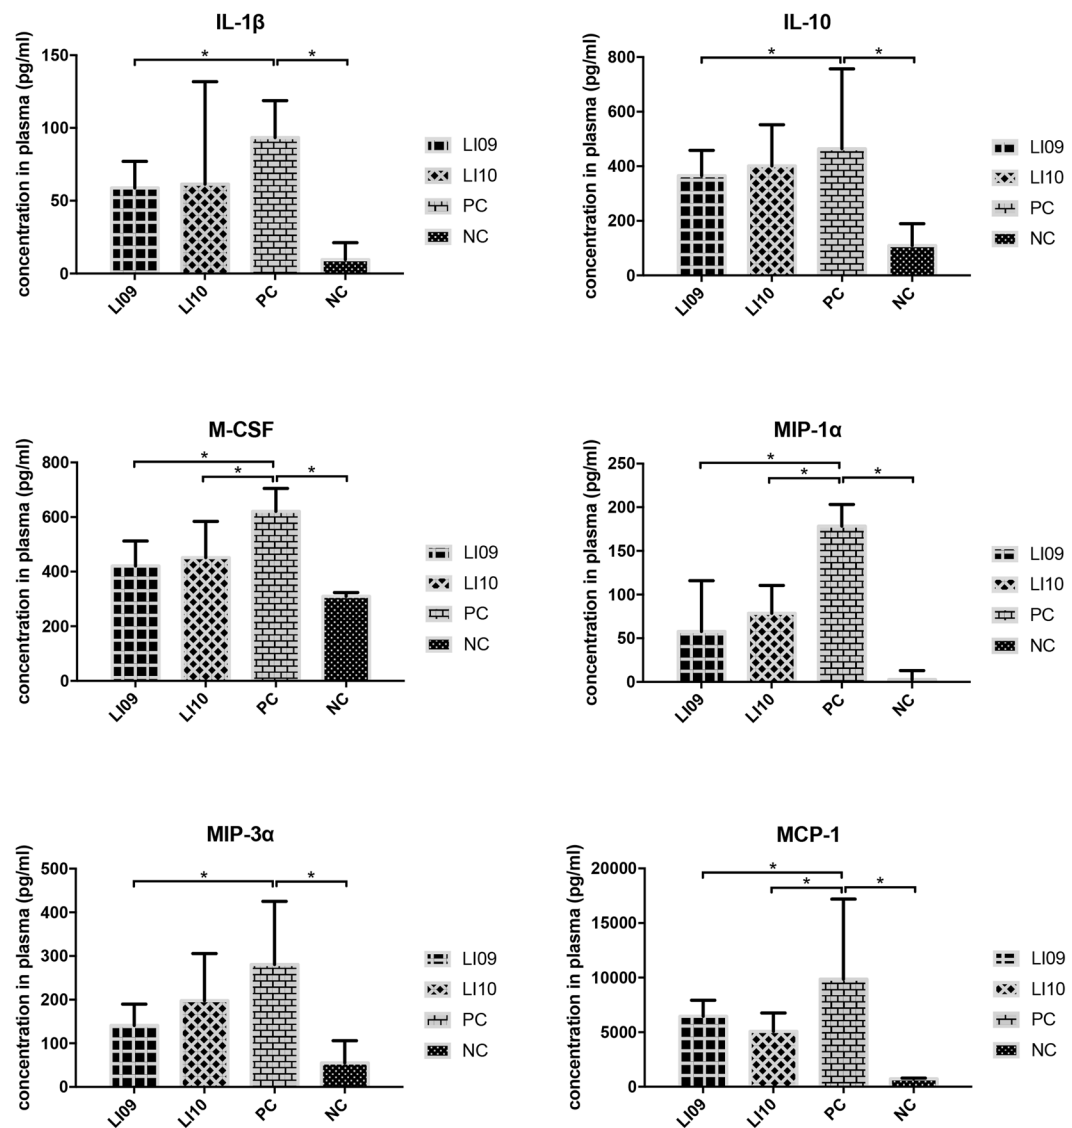 IL-1β
concentration in plasma (pg/ml)
150
100
50
0
* *
LI09 LI10 PC NC
LI09
LI10
PC
NC
IL-10
concentration in plasma (pg/ml)
800
600
400
200
0
* *
LI09 LI10 PC NC
LI09
LI10
PC
NC
M-CSF
concentration in plasma (pg/ml)
800
600
400
200
0
*
* *
LI09 LI10 PC NC
LI09
LI10
PC
NC
MIP-1α
concentration in plasma (pg/ml)
250
200
150
100
50
0
*
* *
LI09 LI10 PC NC
LI09
LI10
PC
NC
MIP-3α
concentration in plasma (pg/ml)
500
400
300
200
100
0
* *
LI09 LI10 PC NC
LI09
LI10
PC
NC
MCP-1
concentration in plasma (pg/ml)
20000
15000
10000
5000
0
*
* *
LI09 LI10 PC NC
LI09
LI10
PC
NC